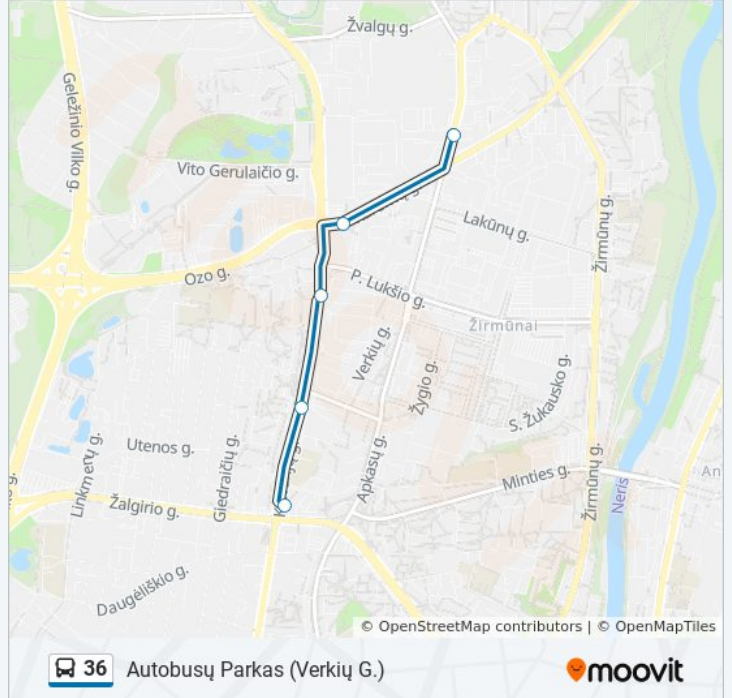 Žvalgų g.
Geležinio Vilko g.
Vito Gerulaičio g.
Lakūnų g.
Žirmūnų g.
Ozo g.
P. Lukšio g.
Žirmūnai
Verkių g.
Žygio g.
S. Žukausko g.
Utenos g.
Linkmenų g.
Giedraičių g.
Apkasų g.
Minties g.
An
Žirmūnų g.
Neris
Žalgirio g.
Daugėliškio g.
© OpenStreetMap contributors | © OpenMapTiles
36 Autobusų Parkas (Verkių G.)
moovit